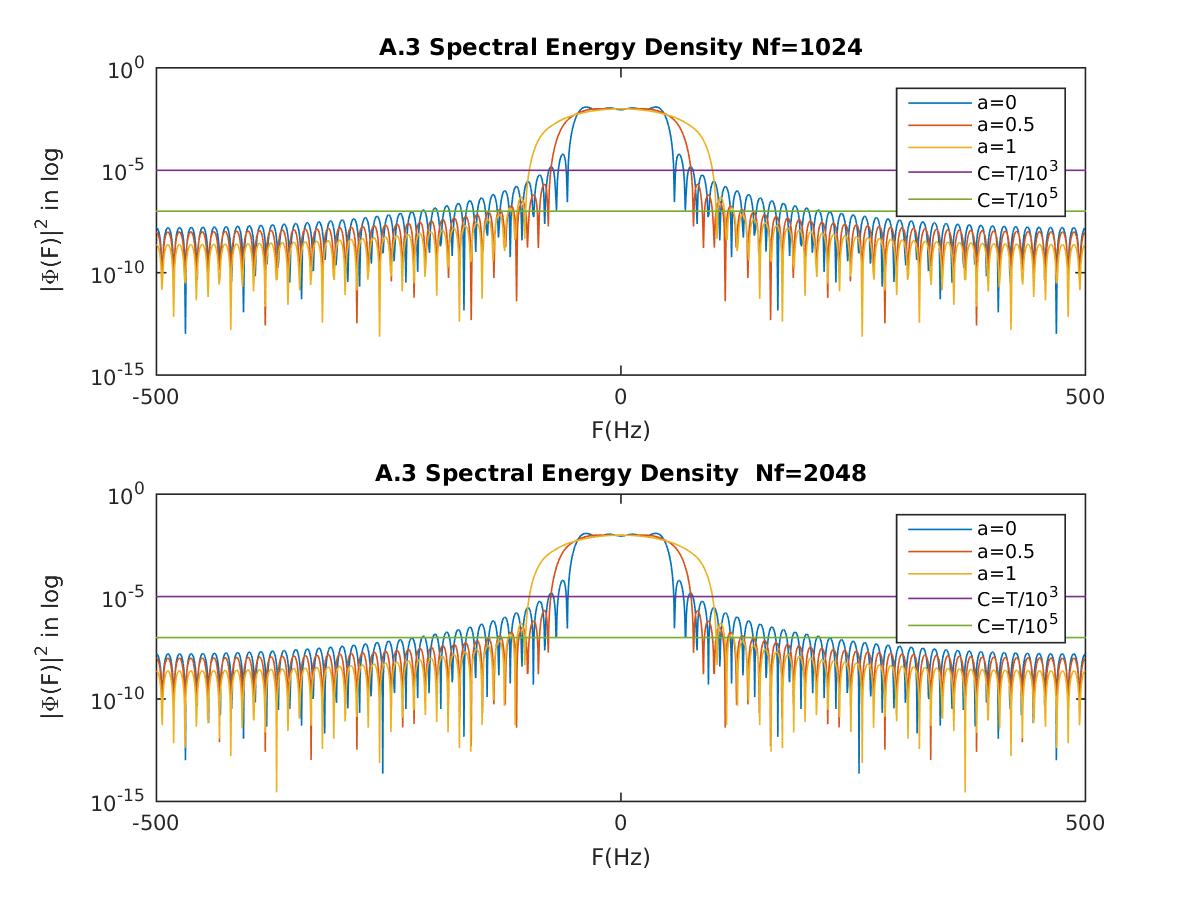 A.3 Spectral Energy Density Nf=1024
10^0
10^-5
10^-10
10^-15
|Φ(F)|^2 in log
a=0
a=0.5
a=1
C=T/10^3
C=T/10^5
-500 0 500
F(Hz)
A.3 Spectral Energy Density  Nf=2048
10^0
10^-5
10^-10
10^-15
|Φ(F)|^2 in log
a=0
a=0.5
a=1
C=T/10^3
C=T/10^5
-500 0 500
F(Hz)